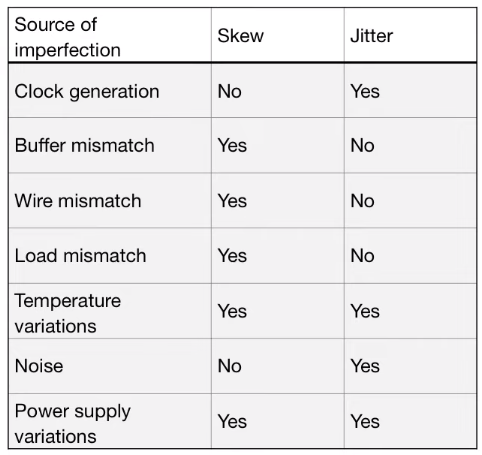 Source of
imperfection
Skew
Jitter
Clock generation
No
Yes
Buffer mismatch
Yes
No
Wire mismatch
Yes
No
Load mismatch
Yes
No
Temperature
variations
Yes
Yes
Noise
No
Yes
Power supply
variations
Yes
Yes